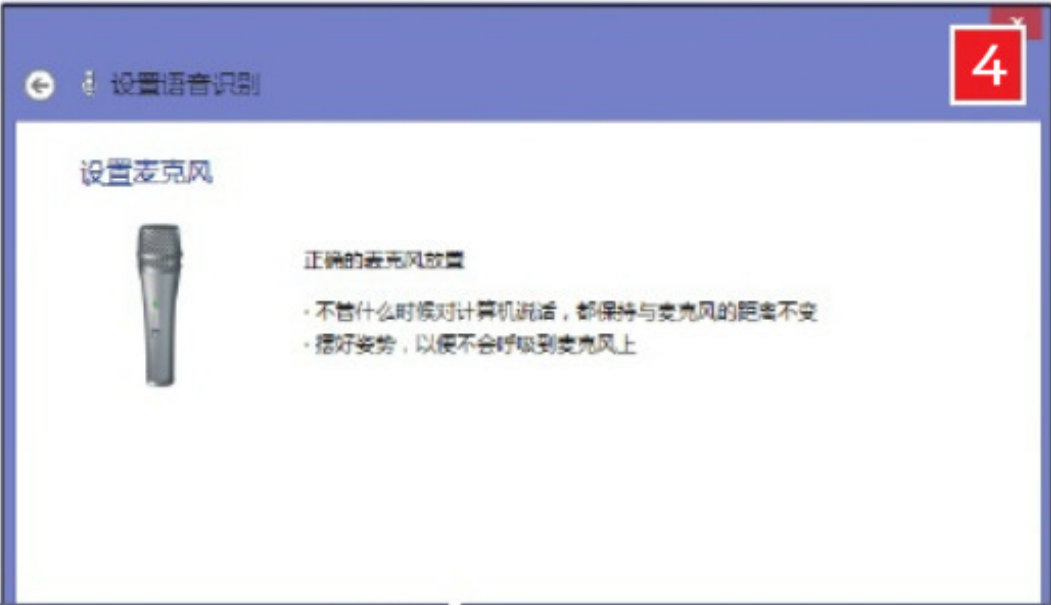 4
设置语音识别
设置麦克风
正确的麦克风放置
· 不管什么时候对计算机说话，都保持与麦克风的距离不变
· 摆好姿势，以便不会呼吸到麦克风上